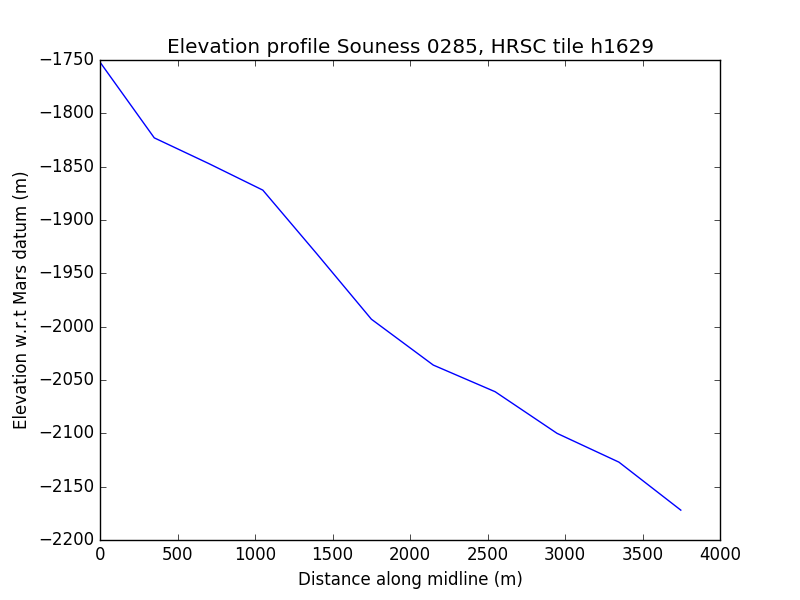 Elevation profile Souness 0285, HRSC tile h1629
−1750
−1800
−1850
−1900
−1950
−2000
−2050
−2100
−2150
−2200
Elevation w.r.t Mars datum (m)
0 500 1000 1500 2000 2500 3000 3500 4000
Distance along midline (m)